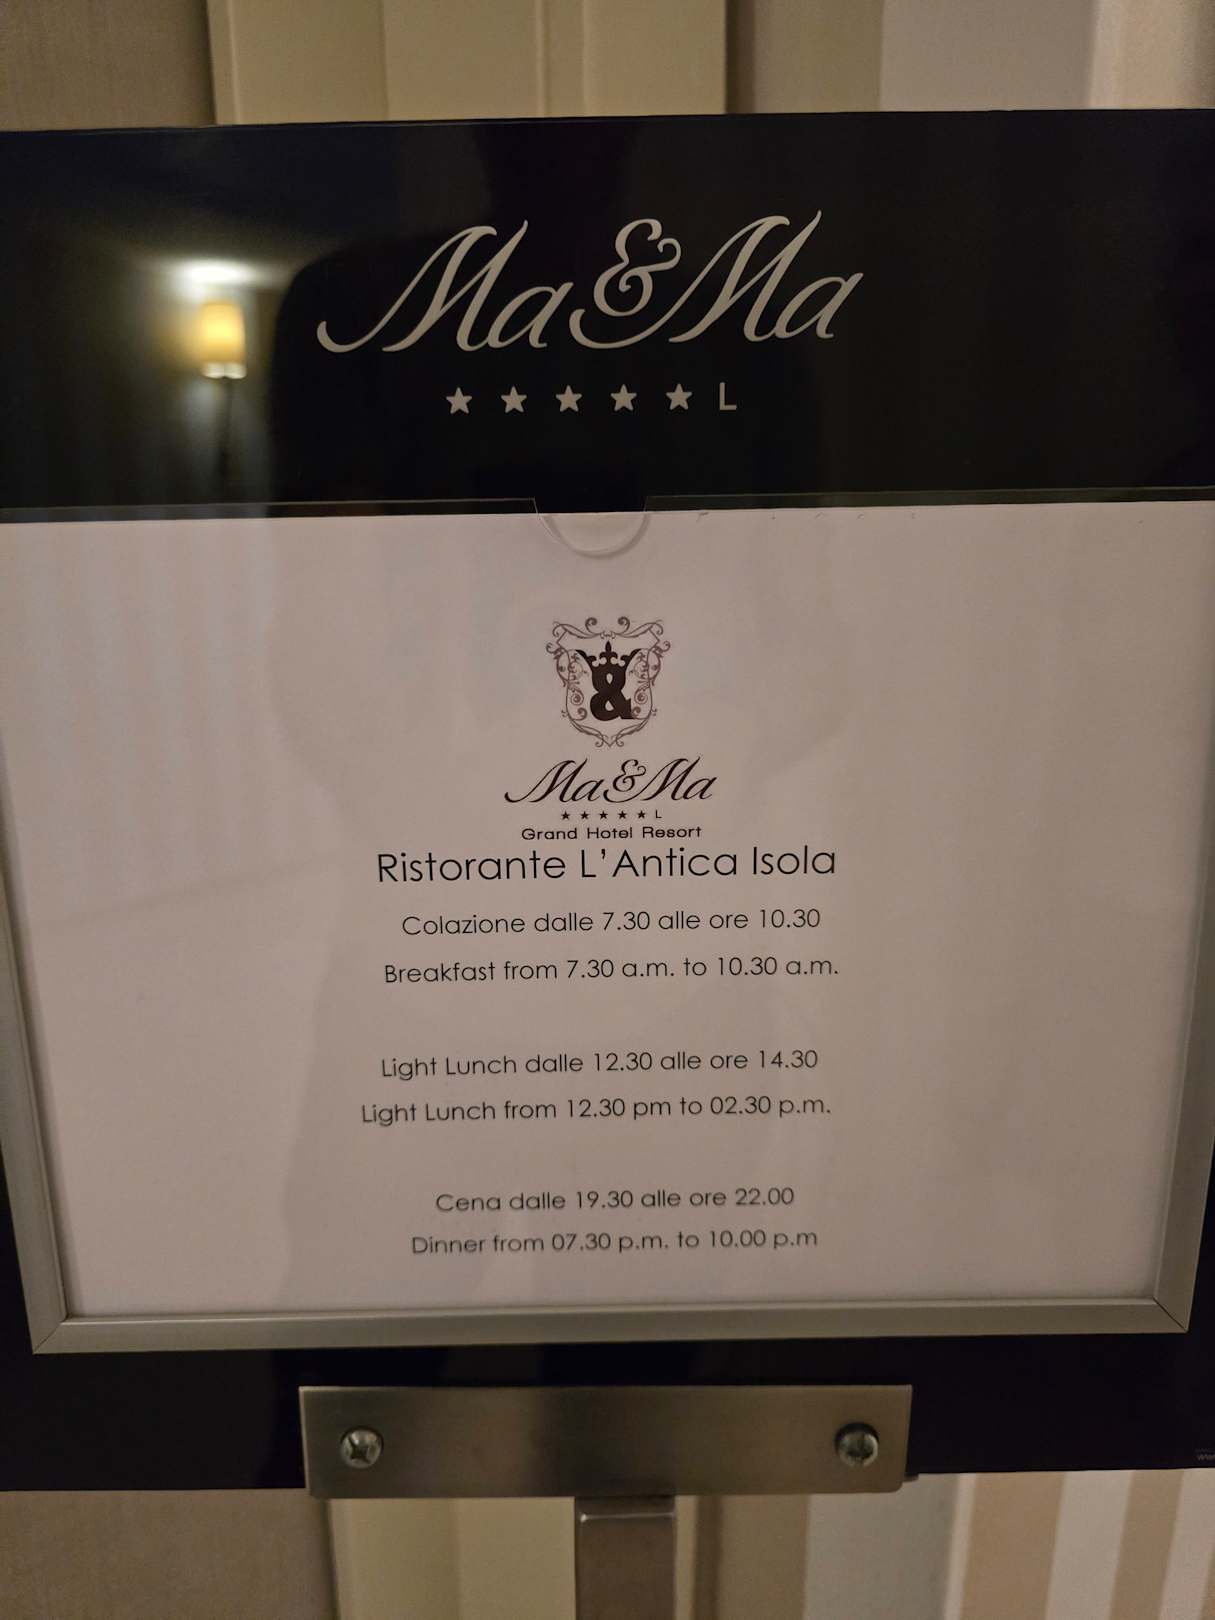 Ma&Ma
★★★★★ L
&
Ma&Ma
★★★★★ L
Grand Hotel Resort
Ristorante L'Antica Isola
Colazione dalle 7.30 alle ore 10.30
Breakfast from 7.30 a.m. to 10.30 a.m.
Light Lunch dalle 12.30 alle ore 14.30
Light Lunch from 12.30 pm to 02.30 p.m.
Cena dalle 19.30 alle ore 22.00
Dinner from 07.30 p.m. to 10.00 p.m